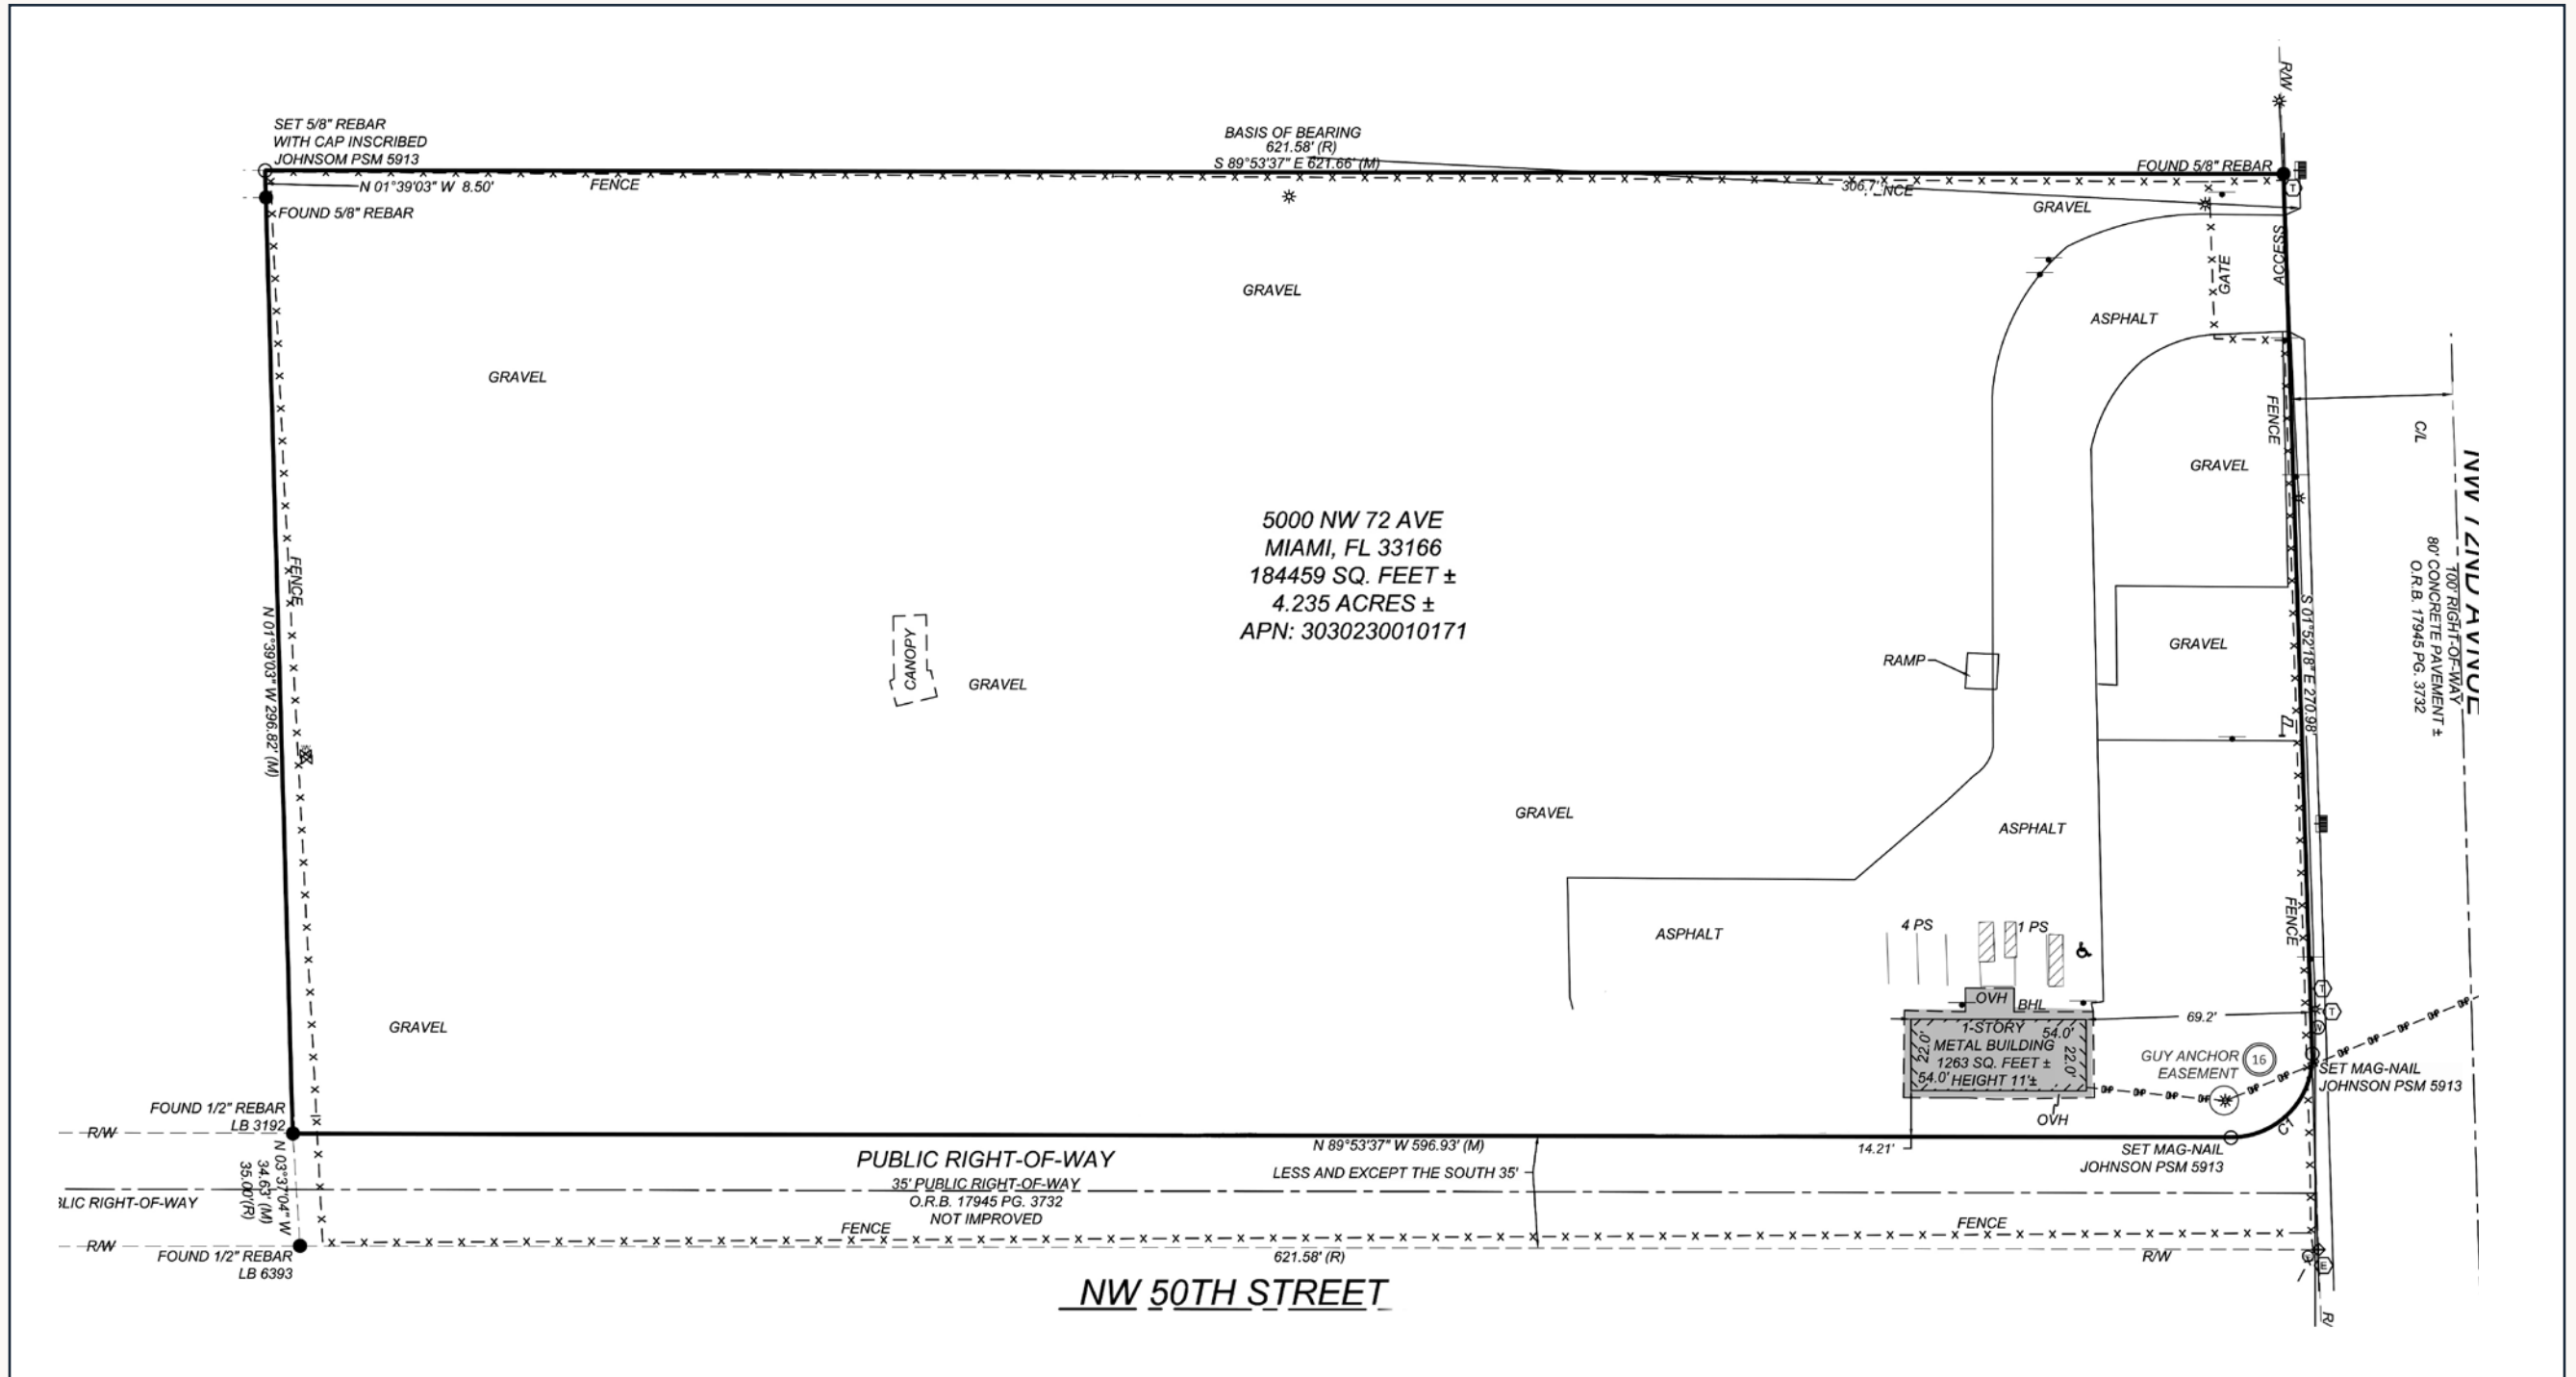 R/W
SET 5/8" REBAR
WITH CAP INSCRIBED
JOHNSOM PSM 5913
BASIS OF BEARING
621.58' (R)
S 89°53'37" E 621.66' (M)
FOUND 5/8" REBAR
T
N 01°39'03" W 8.50'
FENCE
306.7'
GRAVEL
FOUND 5/8" REBAR
ACCESS
GATE
GRAVEL
ASPHALT
GRAVEL
FENCE
C/L
GRAVEL
NW 72ND AVNUE
100' RIGHT-OF-WAY
80' CONCRETE PAVEMENT ±
O.R.B. 17945 PG. 3732
5000 NW 72 AVE
MIAMI, FL 33166
184459 SQ. FEET ±
4.235 ACRES ±
APN: 3030230010171
FENCE
N 01°39'03" W 296.82' (M)
CANOPY
GRAVEL
RAMP
GRAVEL
S 01°52'18" E 270.98'
GRAVEL
ASPHALT
ASPHALT
4 PS
1 PS
FENCE
GRAVEL
OVH
BHL
1-STORY
METAL BUILDING
1263 SQ. FEET ±
HEIGHT 11'±
54.0'
22.0'
22.0'
54.0'
69.2'
T
T
W
GUY ANCHOR
EASEMENT
16
SET MAG-NAIL
JOHNSON PSM 5913
OVH
C1
FOUND 1/2" REBAR
LB 3192
R/W
N 89°53'37" W 596.93' (M)
14.21'
SET MAG-NAIL
JOHNSON PSM 5913
PUBLIC RIGHT-OF-WAY
35' PUBLIC RIGHT-OF-WAY
O.R.B. 17945 PG. 3732
NOT IMPROVED
LESS AND EXCEPT THE SOUTH 35'
N 03°37'04" W
34.63' (M)
35.00'(R)
RIGHT-OF-WAY
FENCE
FENCE
R/W
FOUND 1/2" REBAR
LB 6393
621.58' (R)
R/W
E
NW 50TH STREET